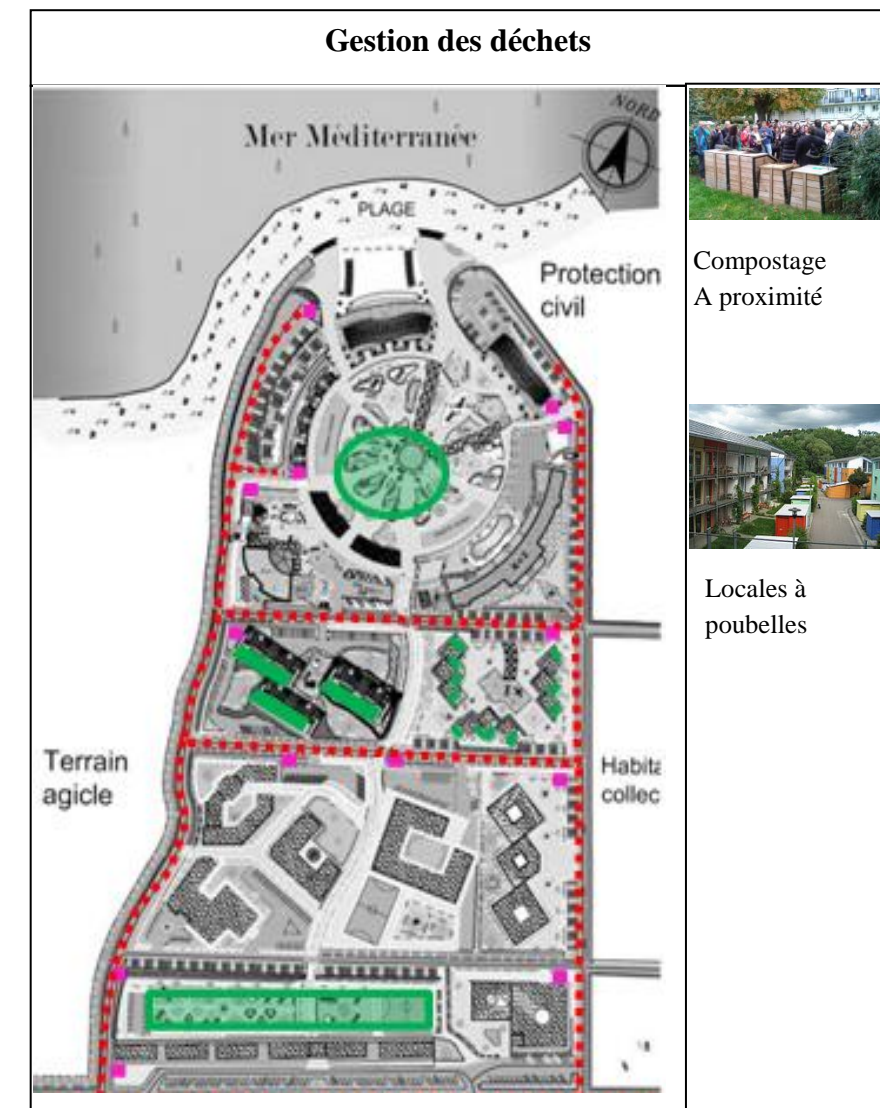 Gestion des déchets
NORD
Mer Méditerranée
PLAGE
Protection
civil
Compostage
A proximité
Locales à
poubelles
Terrain
agicle
Habita
collec